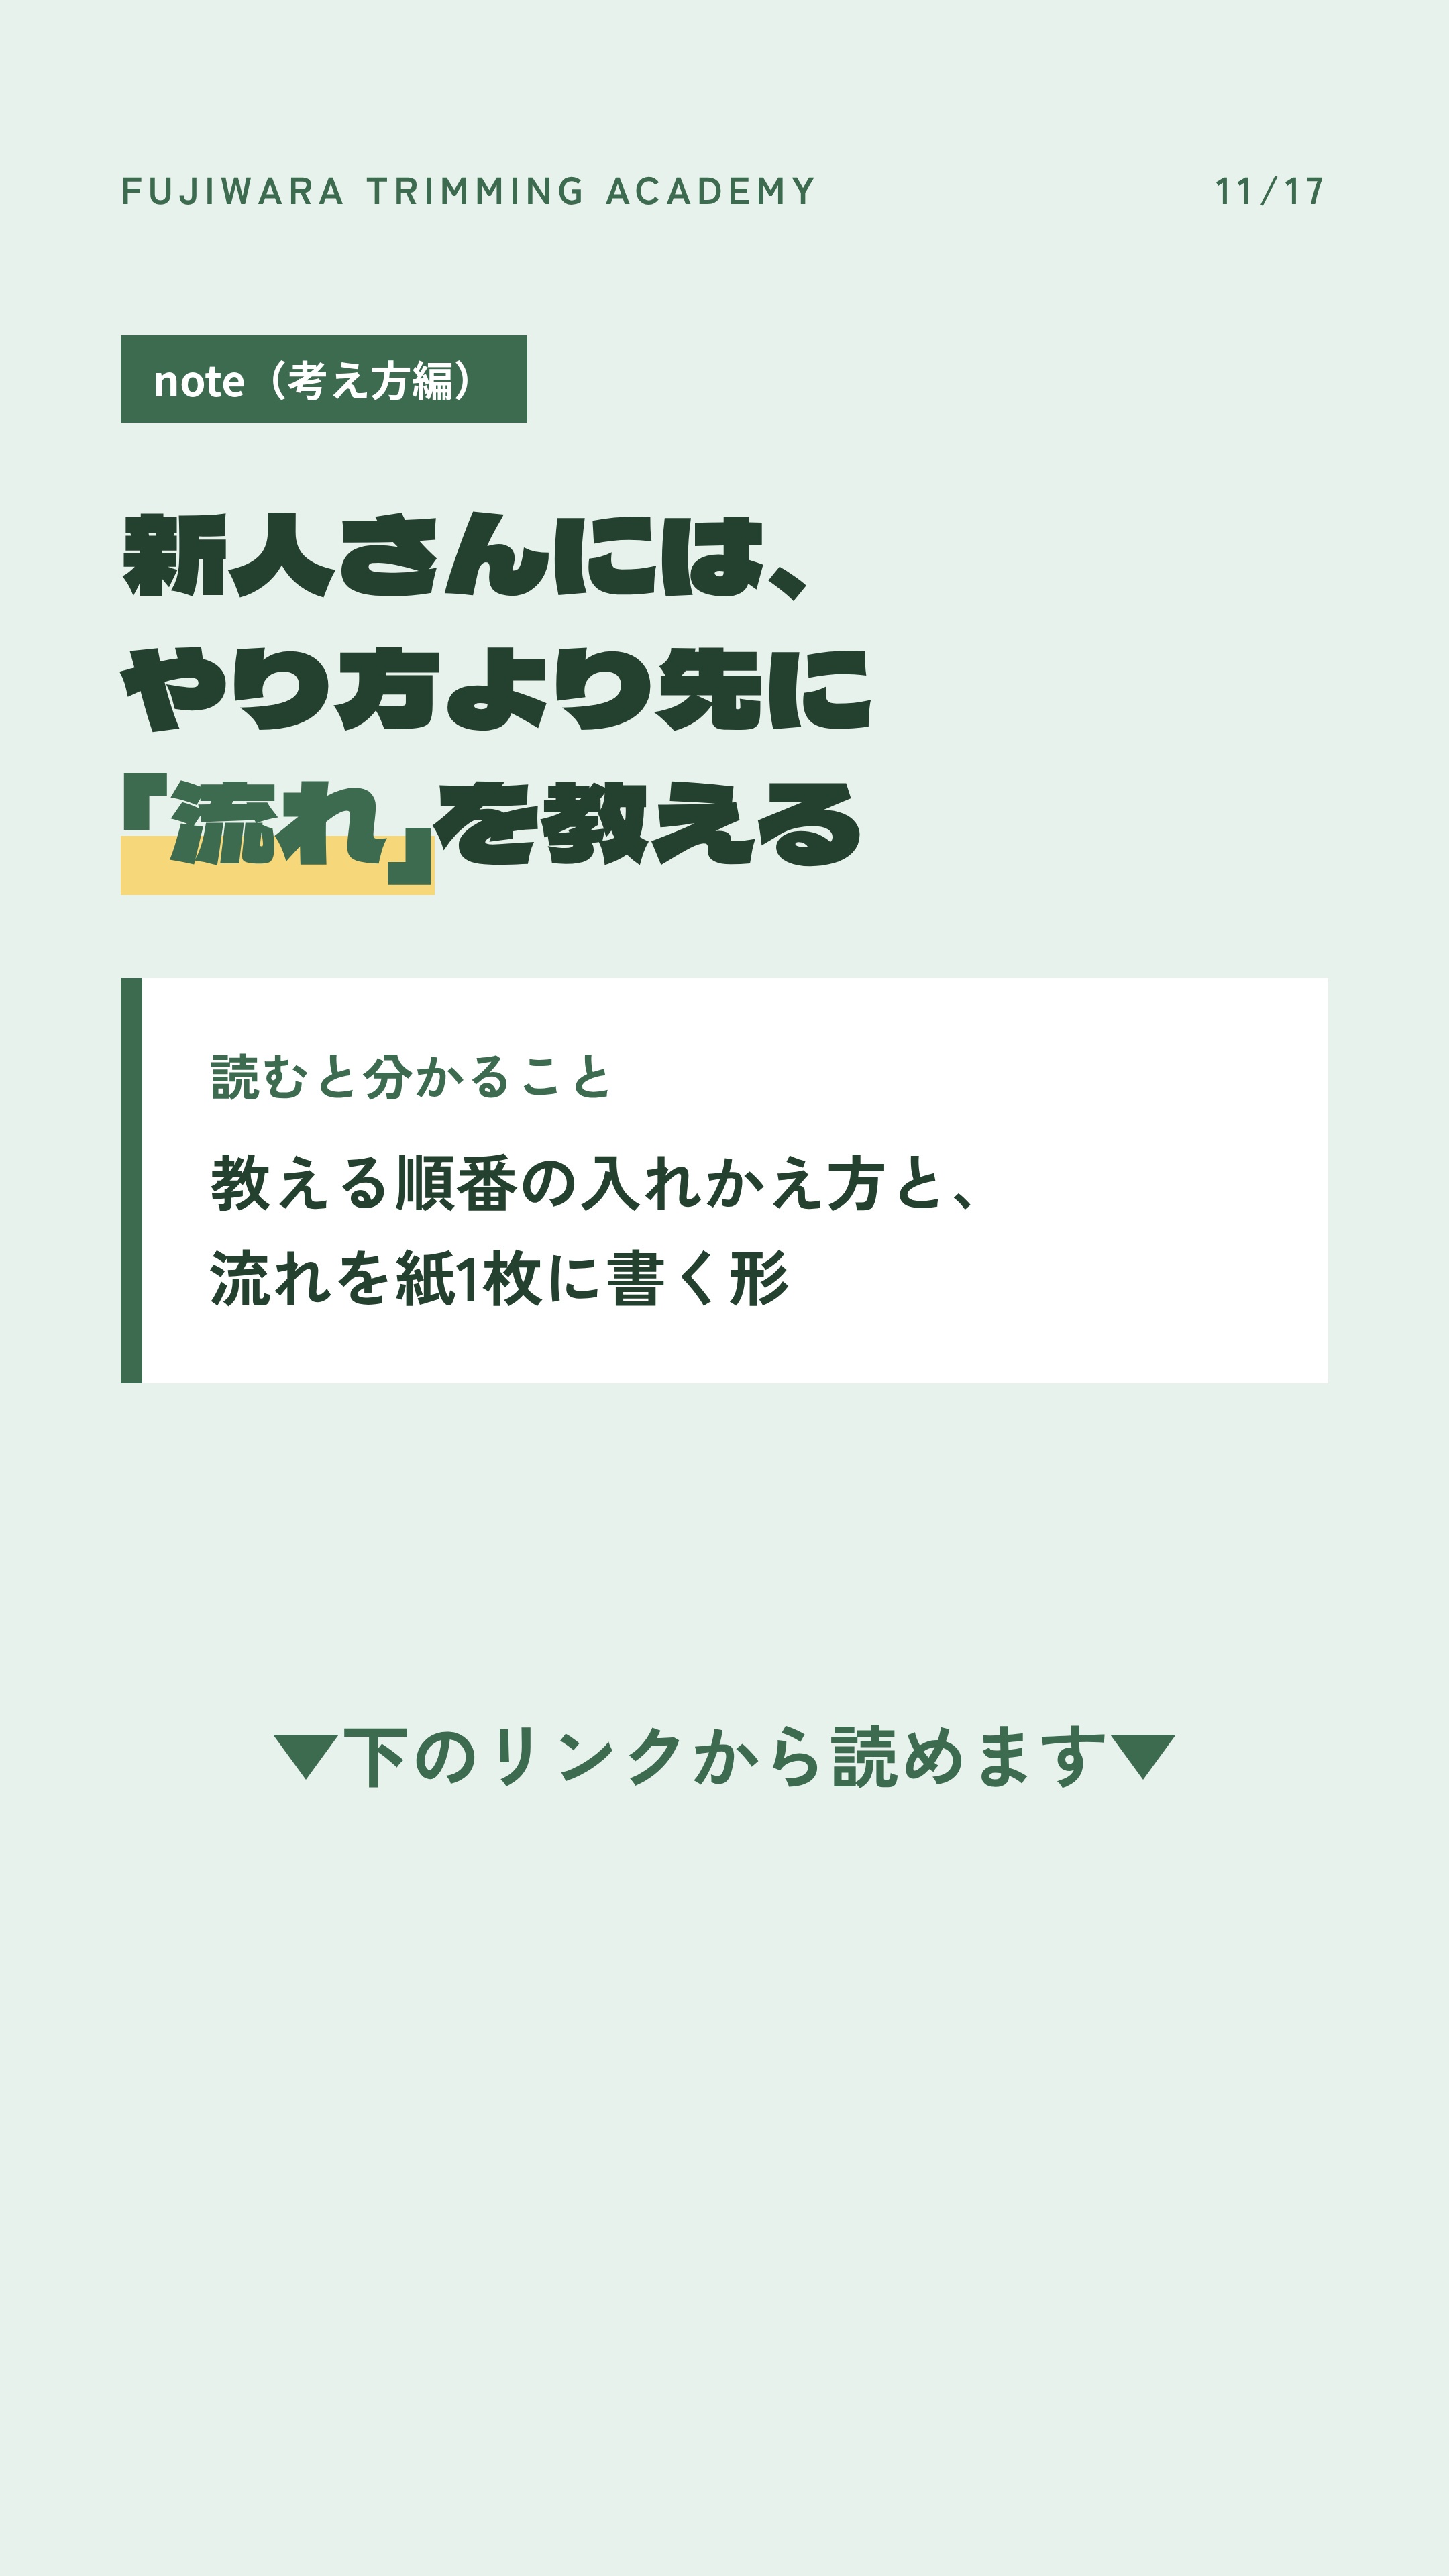 FUJIWARA TRIMMING ACADEMY
11/17
note（考え方編）
新人さんには、
やり方より先に
「流れ」を教える
読むと分かること
教える順番の入れかえ方と、
流れを紙1枚に書く形
▼下のリンクから読めます▼